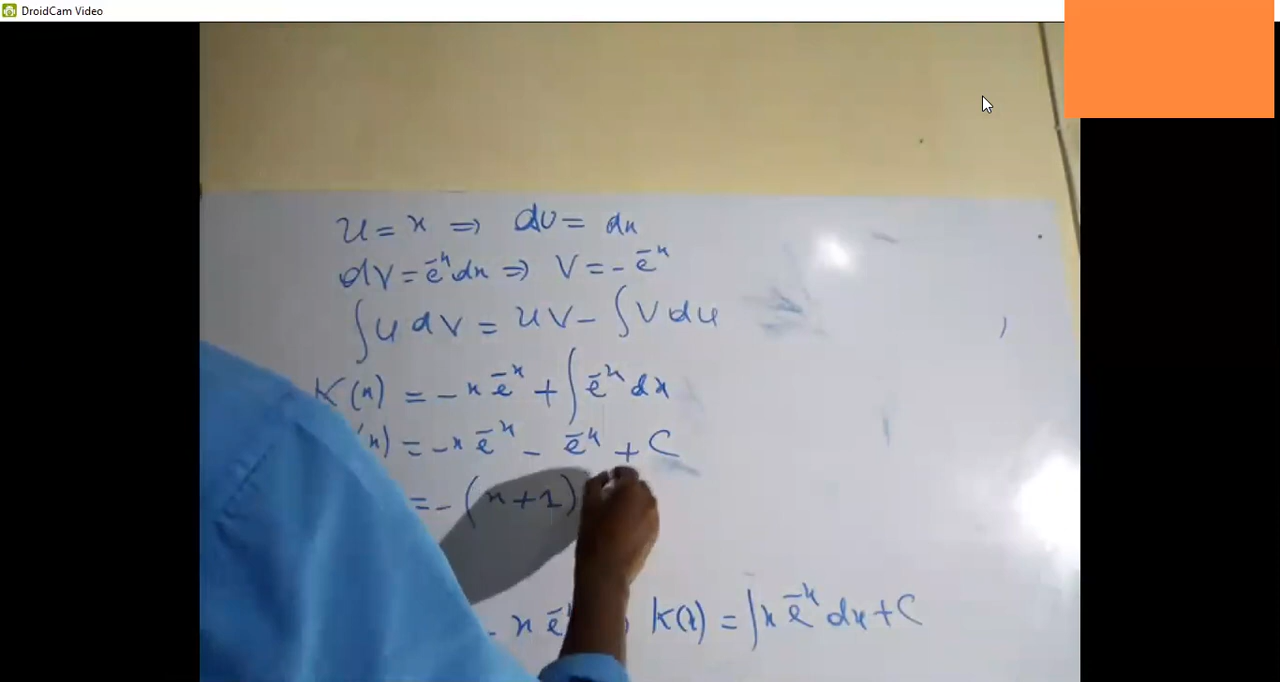 DroidCam Video
u = x ⇒ du = dx
dv = e⁻ˣdx ⇒ v = -e⁻ˣ
∫u dv = uv - ∫v du
K(x) = -x e⁻ˣ + ∫e⁻ˣ dx
(x) = -x e⁻ˣ - e⁻ˣ + C
= -(x+1)
x e⁻ K(x) = ∫x e⁻ˣ dx + C